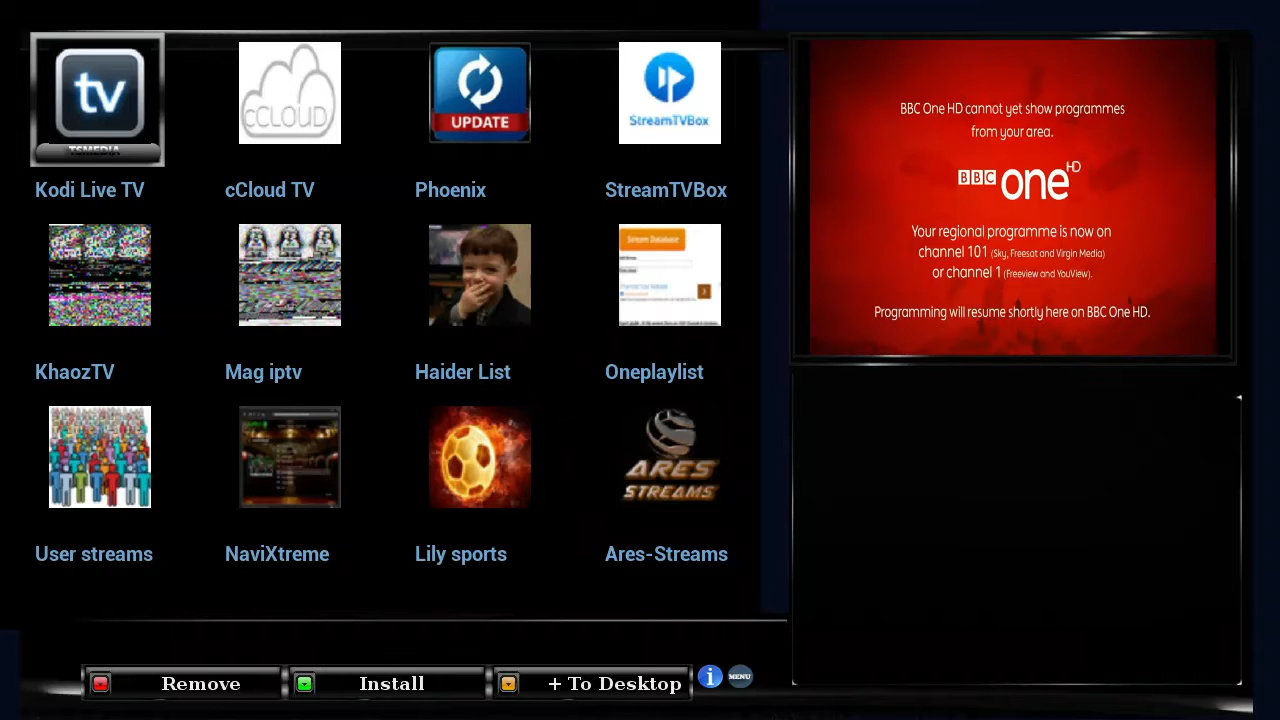 tv
TSMEDIA
Kodi Live TV
cCLOUD
cCloud TV
UPDATE
Phoenix
StreamTVBox
StreamTVBox
KhaozTV
Mag iptv
Haider List
Stream Database
Oneplaylist
User streams
NaviXtreme
Lily sports
ARES
STREAMS
Ares-Streams
BBC One HD cannot yet show programmes
from your area.
BBC one HD
Your regional programme is now on
channel 101 (Sky, Freesat and Virgin Media)
or channel 1 (Freeview and YouView).
Programming will resume shortly here on BBC One HD.
Remove
Install
+ To Desktop
i
MENU